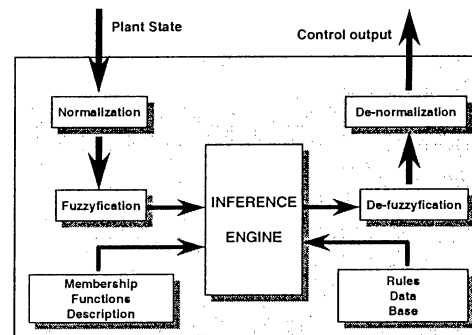 Plant State
Control output
Normalization
De-normalization
Fuzzyfication
INFERENCE
ENGINE
De-fuzzyfication
Membership
Functions
Description
Rules
Data
Base